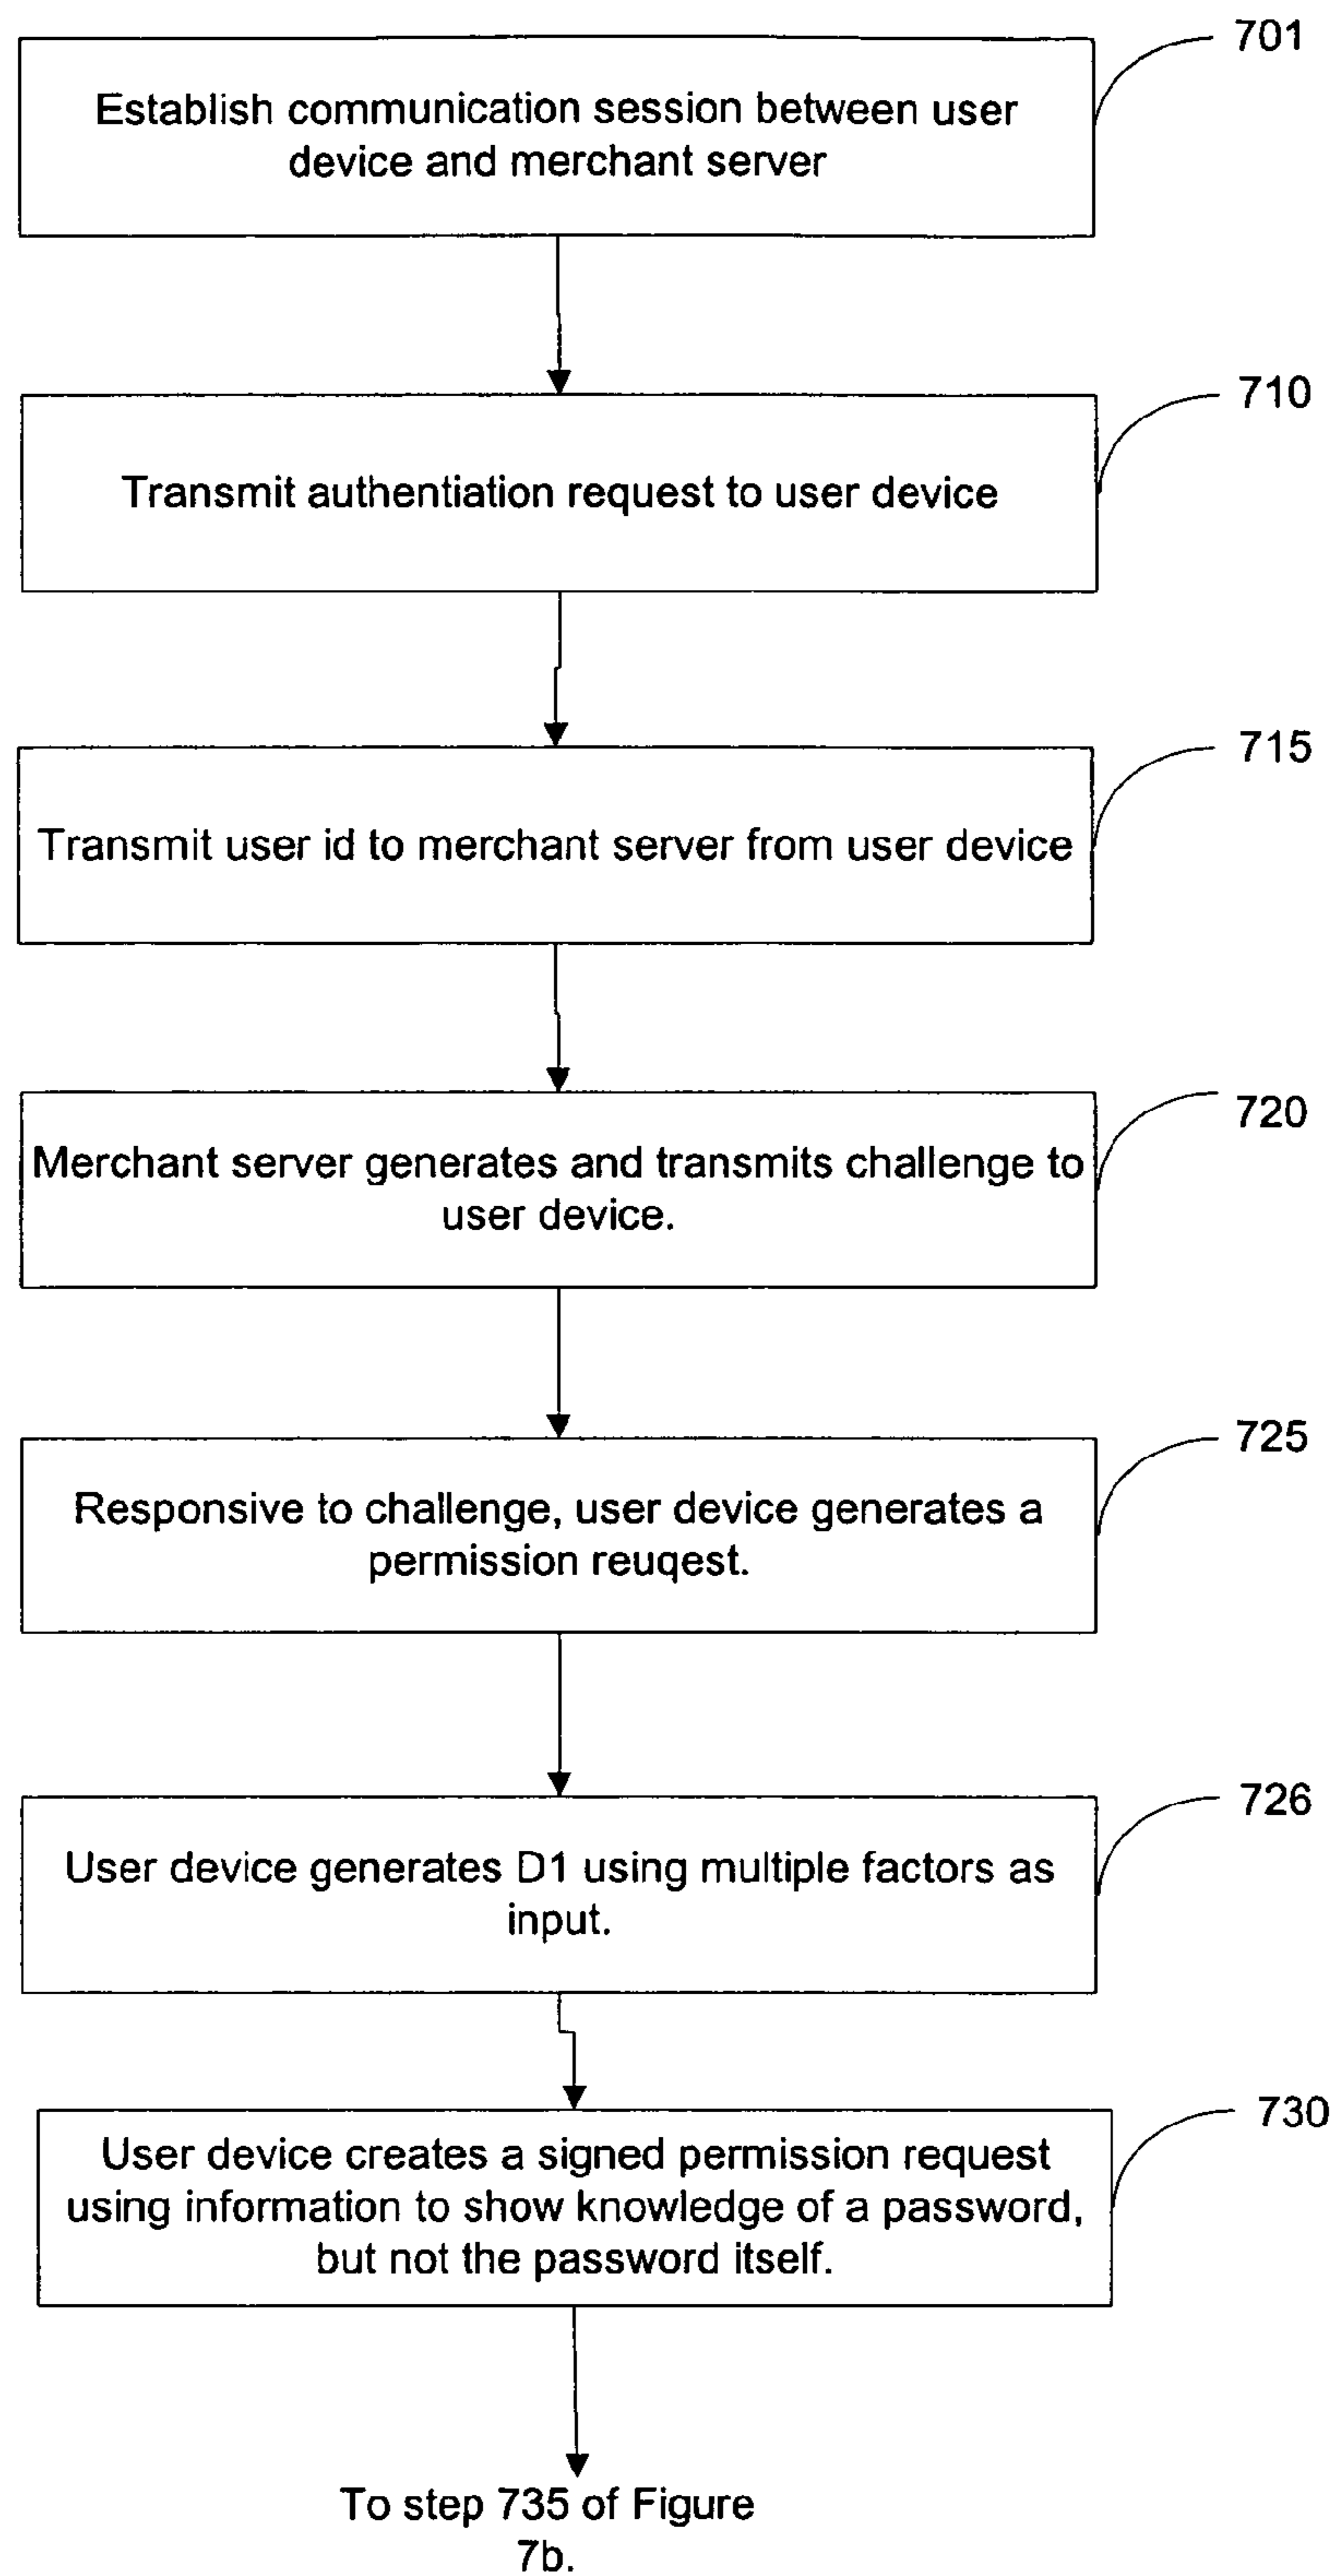 701
Establish communication session between user
device and merchant server
710
Transmit authentiation request to user device
715
Transmit user id to merchant server from user device
720
Merchant server generates and transmits challenge to
user device.
725
Responsive to challenge, user device generates a
permission reuqest.
726
User device generates D1 using multiple factors as
input.
730
User device creates a signed permission request
using information to show knowledge of a password,
but not the password itself.
To step 735 of Figure
7b.